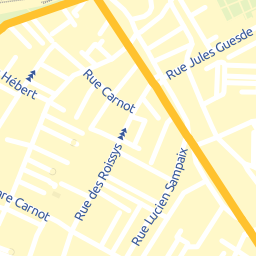 Rue Jules Guesde
Rue Carnot
Hébert
Rue des Roissys
Rue Lucien Sampaix
are Carnot